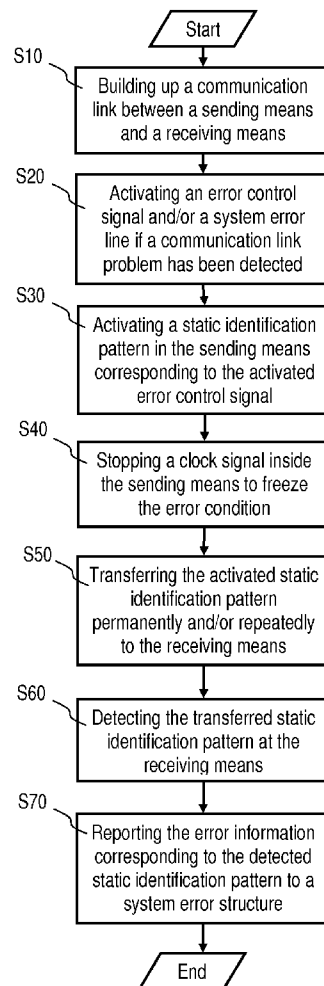 Start
S10
Building up a communication
link between a sending means
and a receiving means
S20
Activating an error control
signal and/or a system error
line if a communication link
problem has been detected
S30
Activating a static identification
pattern in the sending means
corresponding to the activated
error control signal
S40
Stopping a clock signal inside
the sending means to freeze
the error condition
S50
Transferring the activated static
identification pattern
permanently and/or repeatedly
to the receiving means
S60
Detecting the transferred static
identification pattern at the
receiving means
S70
Reporting the error information
corresponding to the detected
static identification pattern to a
system error structure
End